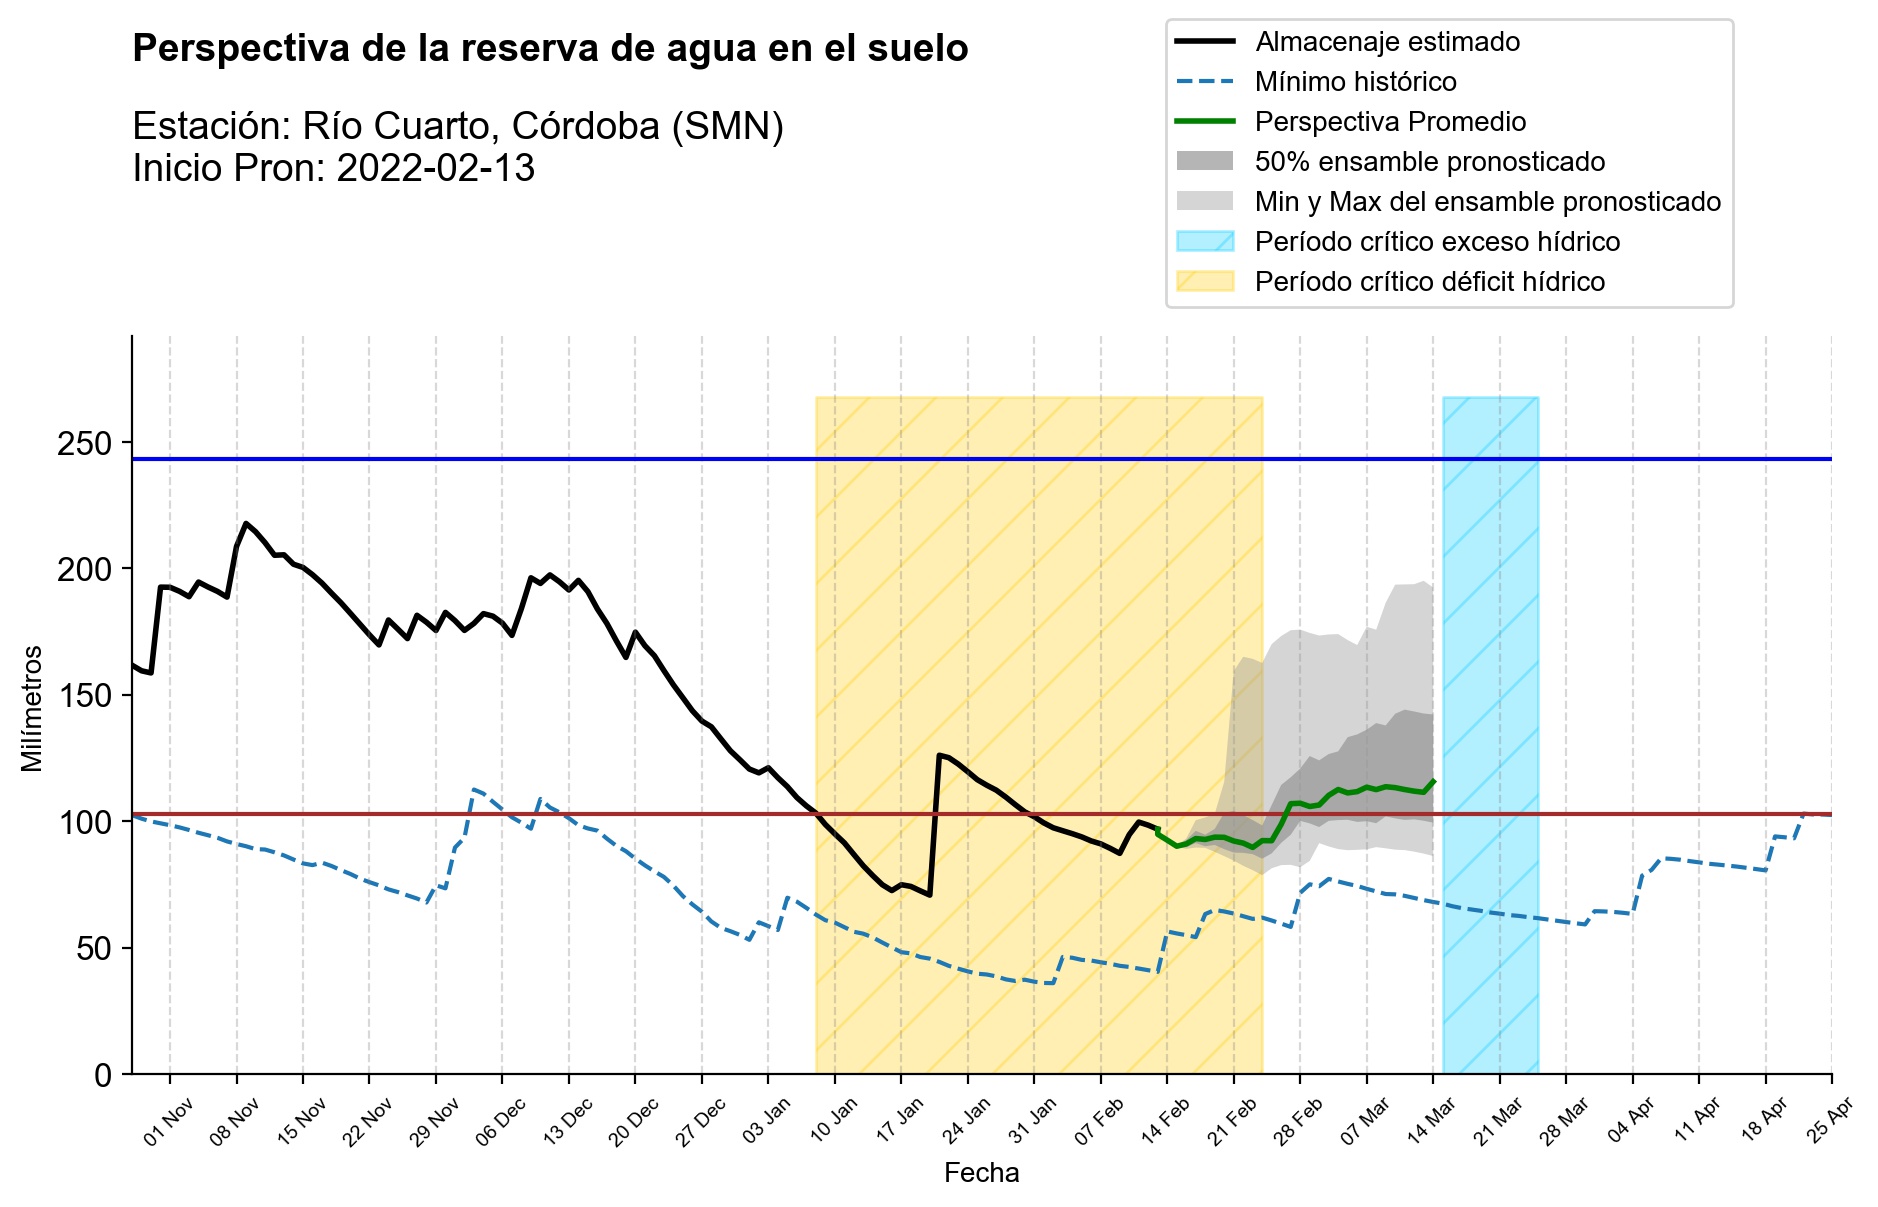 Perspectiva de la reserva de agua en el suelo
Estación: Río Cuarto, Córdoba (SMN)
Inicio Pron: 2022-02-13
Almacenaje estimado
Mínimo histórico
Perspectiva Promedio
50% ensamble pronosticado
Min y Max del ensamble pronosticado
Período crítico exceso hídrico
Período crítico déficit hídrico
250
200
150
100
50
0
Milímetros
01 Nov
08 Nov
15 Nov
22 Nov
29 Nov
06 Dec
13 Dec
20 Dec
27 Dec
03 Jan
10 Jan
17 Jan
24 Jan
31 Jan
07 Feb
14 Feb
21 Feb
28 Feb
07 Mar
14 Mar
21 Mar
28 Mar
04 Apr
11 Apr
18 Apr
25 Apr
Fecha